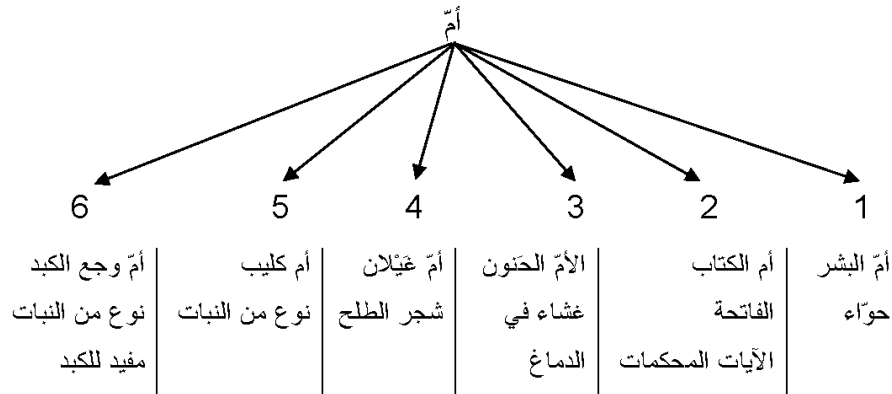 أمّ
1 2 3 4 5 6
أمّ البشر
حوّاء
أم الكتاب
الفاتحة
الآيات المحكمات
الأمّ الحَنون
غشاء في
الدماغ
أمّ غَيْلان
شجر الطلح
أم كليب
نوع من النبات
أمّ وجع الكبد
نوع من النبات
مفيد للكبد